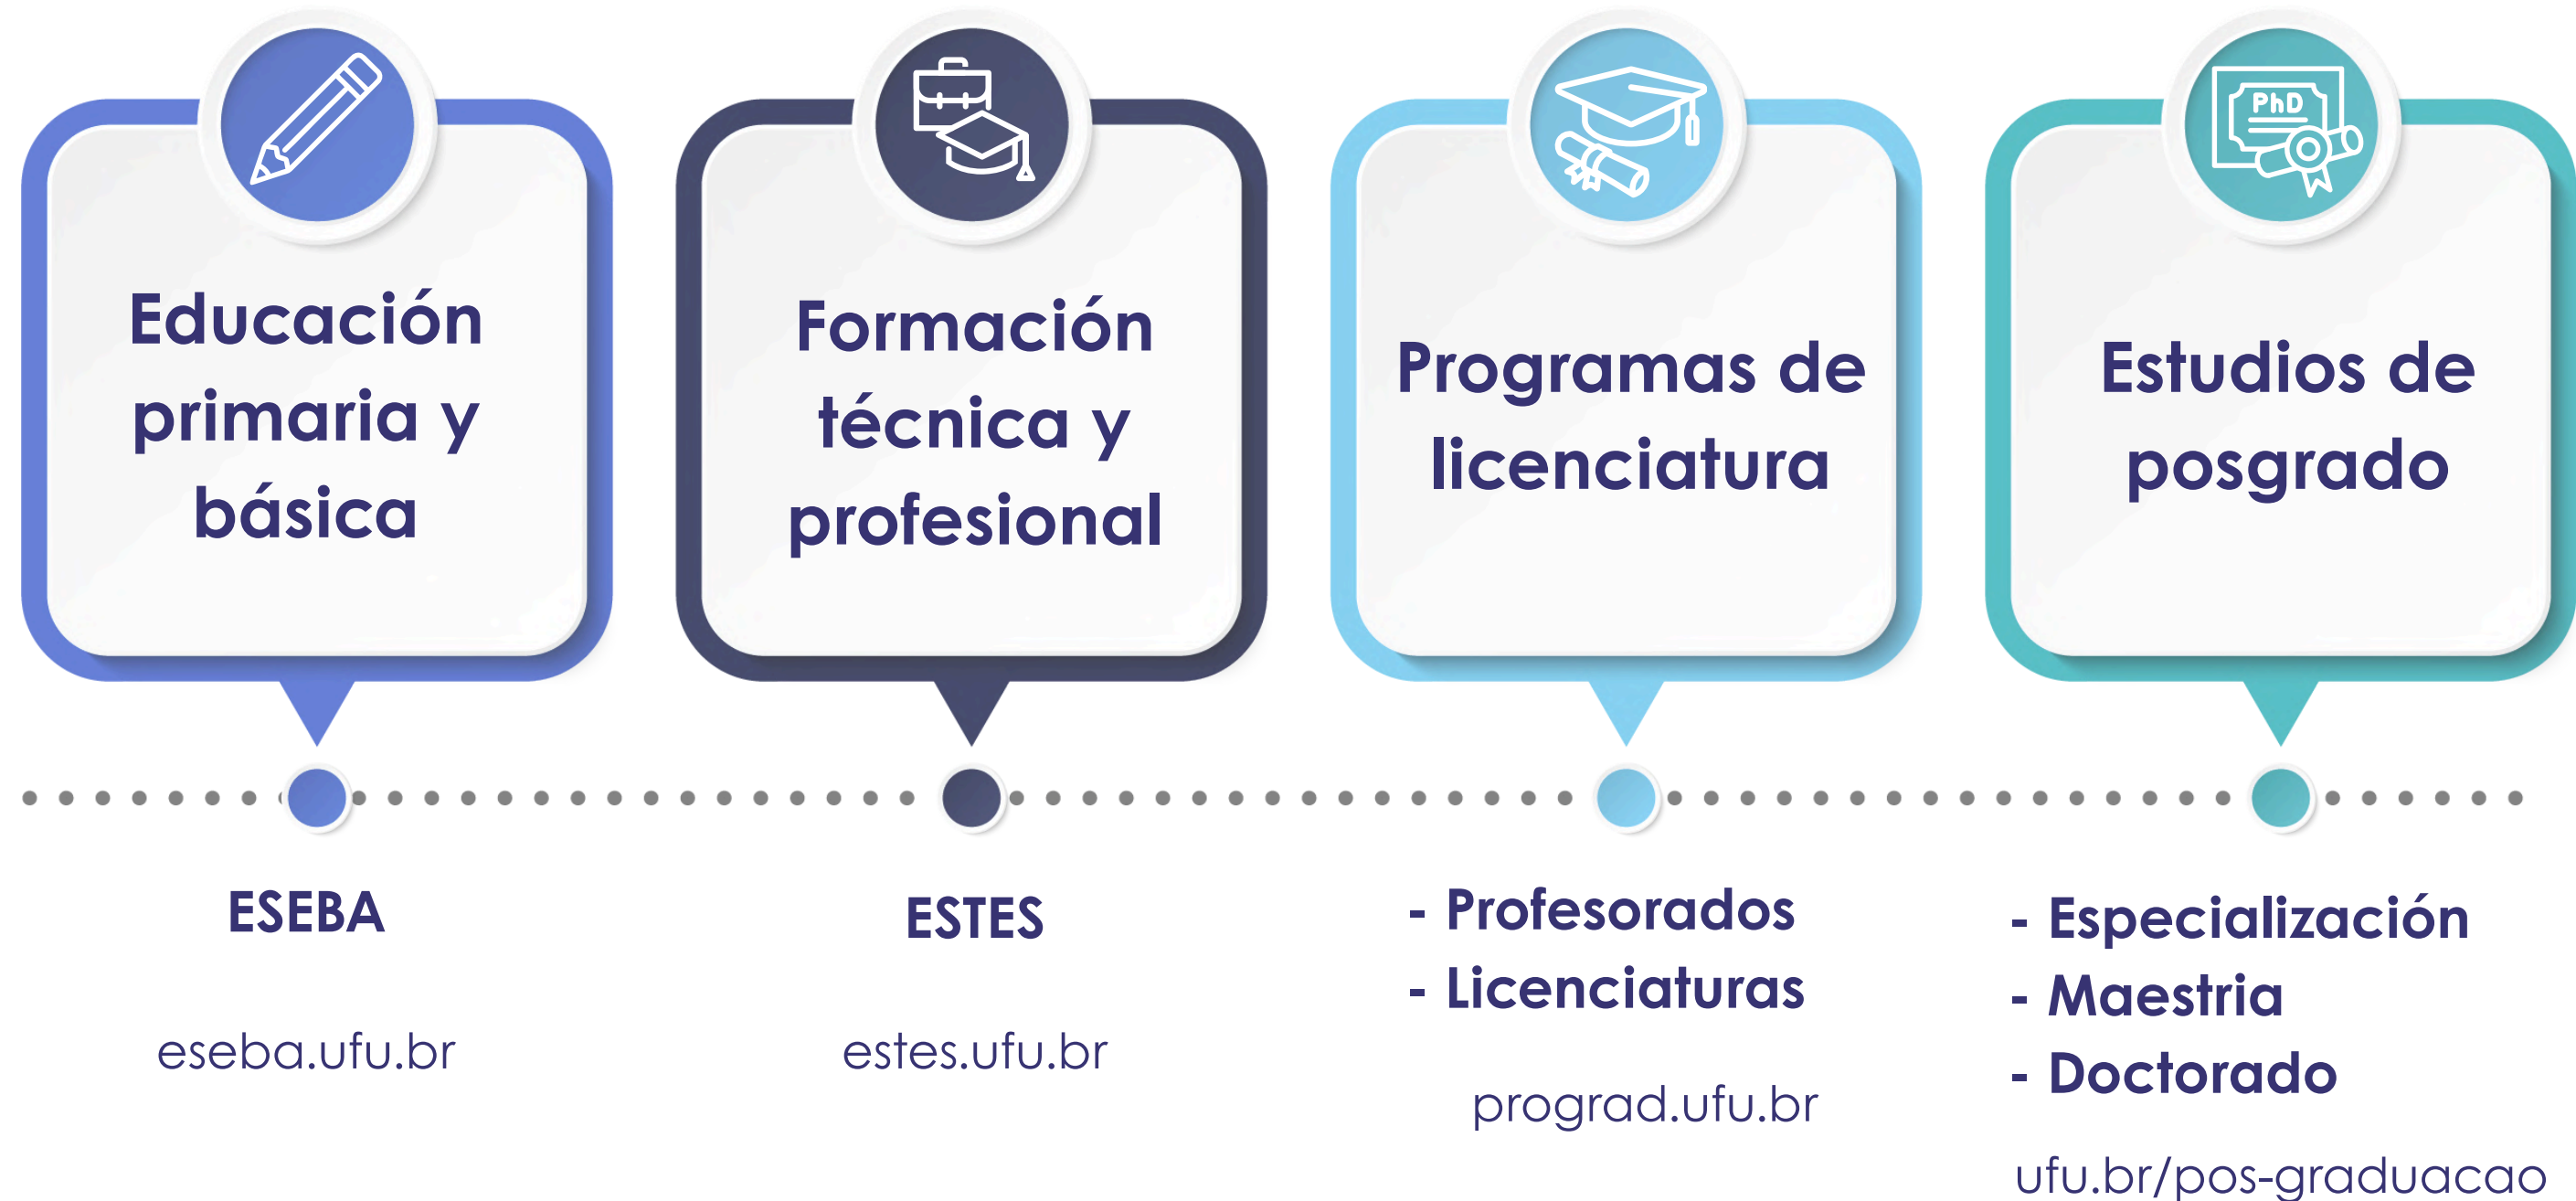 Educación
primaria y
básica
Formación
técnica y
profesional
Programas de
licenciatura
PhD
Estudios de
posgrado
ESEBA
eseba.ufu.br
ESTES
estes.ufu.br
- Profesorados
- Licenciaturas
prograd.ufu.br
- Especialización
- Maestria
- Doctorado
ufu.br/pos-graduacao